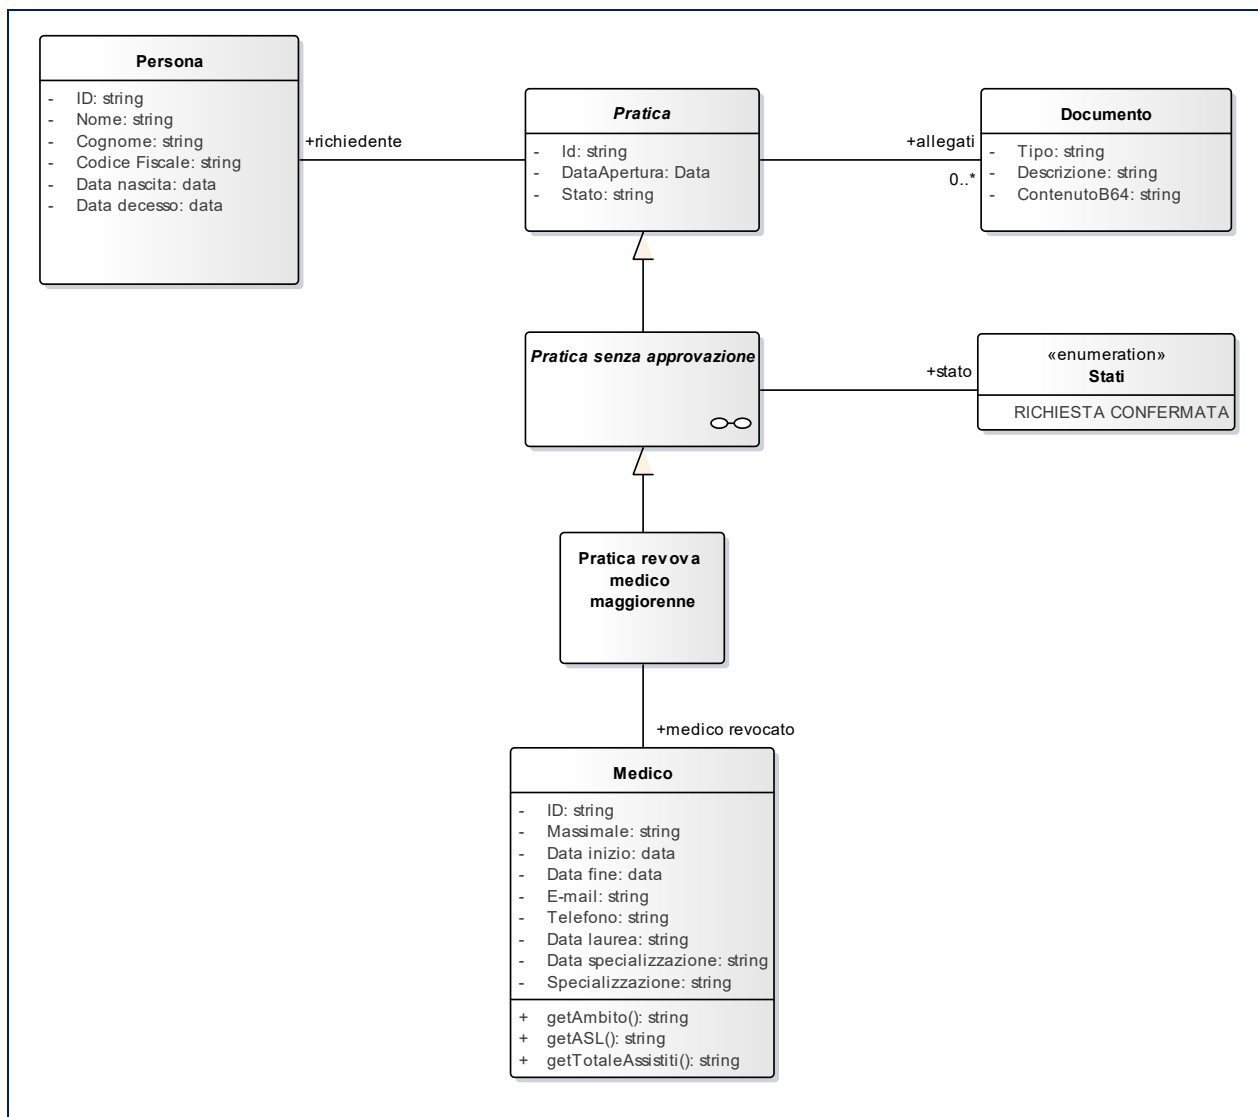 Persona
- ID: string
- Nome: string
- Cognome: string
- Codice Fiscale: string
- Data nascita: data
- Data decesso: data
+richiedente
Pratica
- Id: string
- DataApertura: Data
- Stato: string
+allegati
0..*
Documento
- Tipo: string
- Descrizione: string
- ContenutoB64: string
Pratica senza approvazione
+stato
«enumeration»
Stati
RICHIESTA CONFERMATA
Pratica revova
medico
maggiorenne
+medico revocato
Medico
- ID: string
- Massimale: string
- Data inizio: data
- Data fine: data
- E-mail: string
- Telefono: string
- Data laurea: string
- Data specializzazione: string
- Specializzazione: string
+ getAmbito(): string
+ getASL(): string
+ getTotaleAssistiti(): string